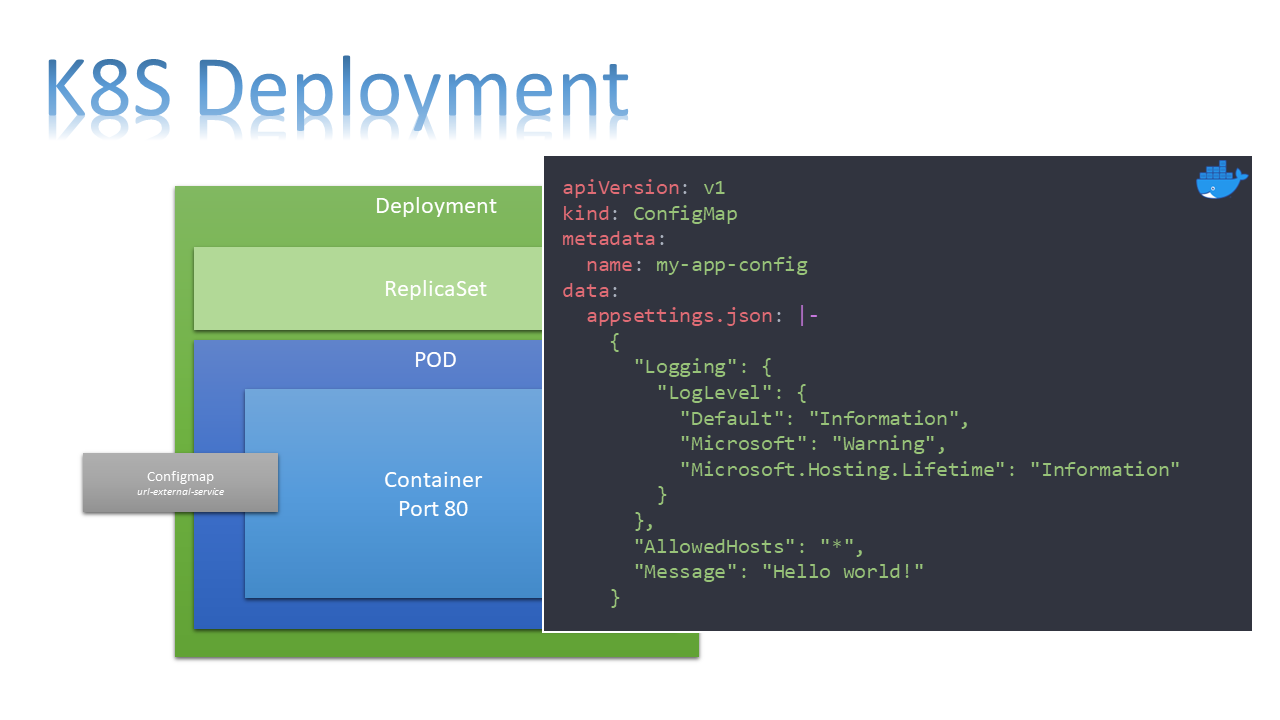 K8S Deployment
Deployment
ReplicaSet
POD
Container
Port 80
Configmap
url-external-service
apiVersion: v1
kind: ConfigMap
metadata:
  name: my-app-config
data:
  appsettings.json: |-
    {
      "Logging": {
        "LogLevel": {
          "Default": "Information",
          "Microsoft": "Warning",
          "Microsoft.Hosting.Lifetime": "Information"
        }
      },
      "AllowedHosts": "*",
      "Message": "Hello world!"
    }